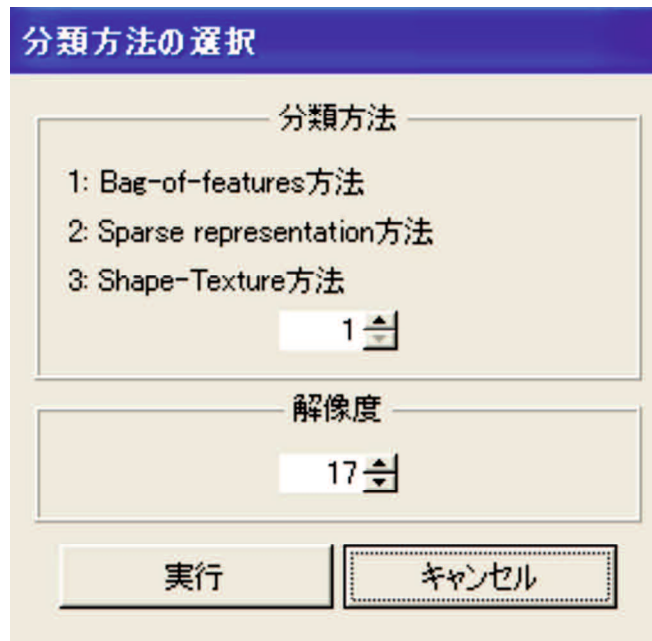 分類方法の選択
分類方法
1: Bag-of-features方法
2: Sparse representation方法
3: Shape-Texture方法
1
解像度
17
実行 キャンセル